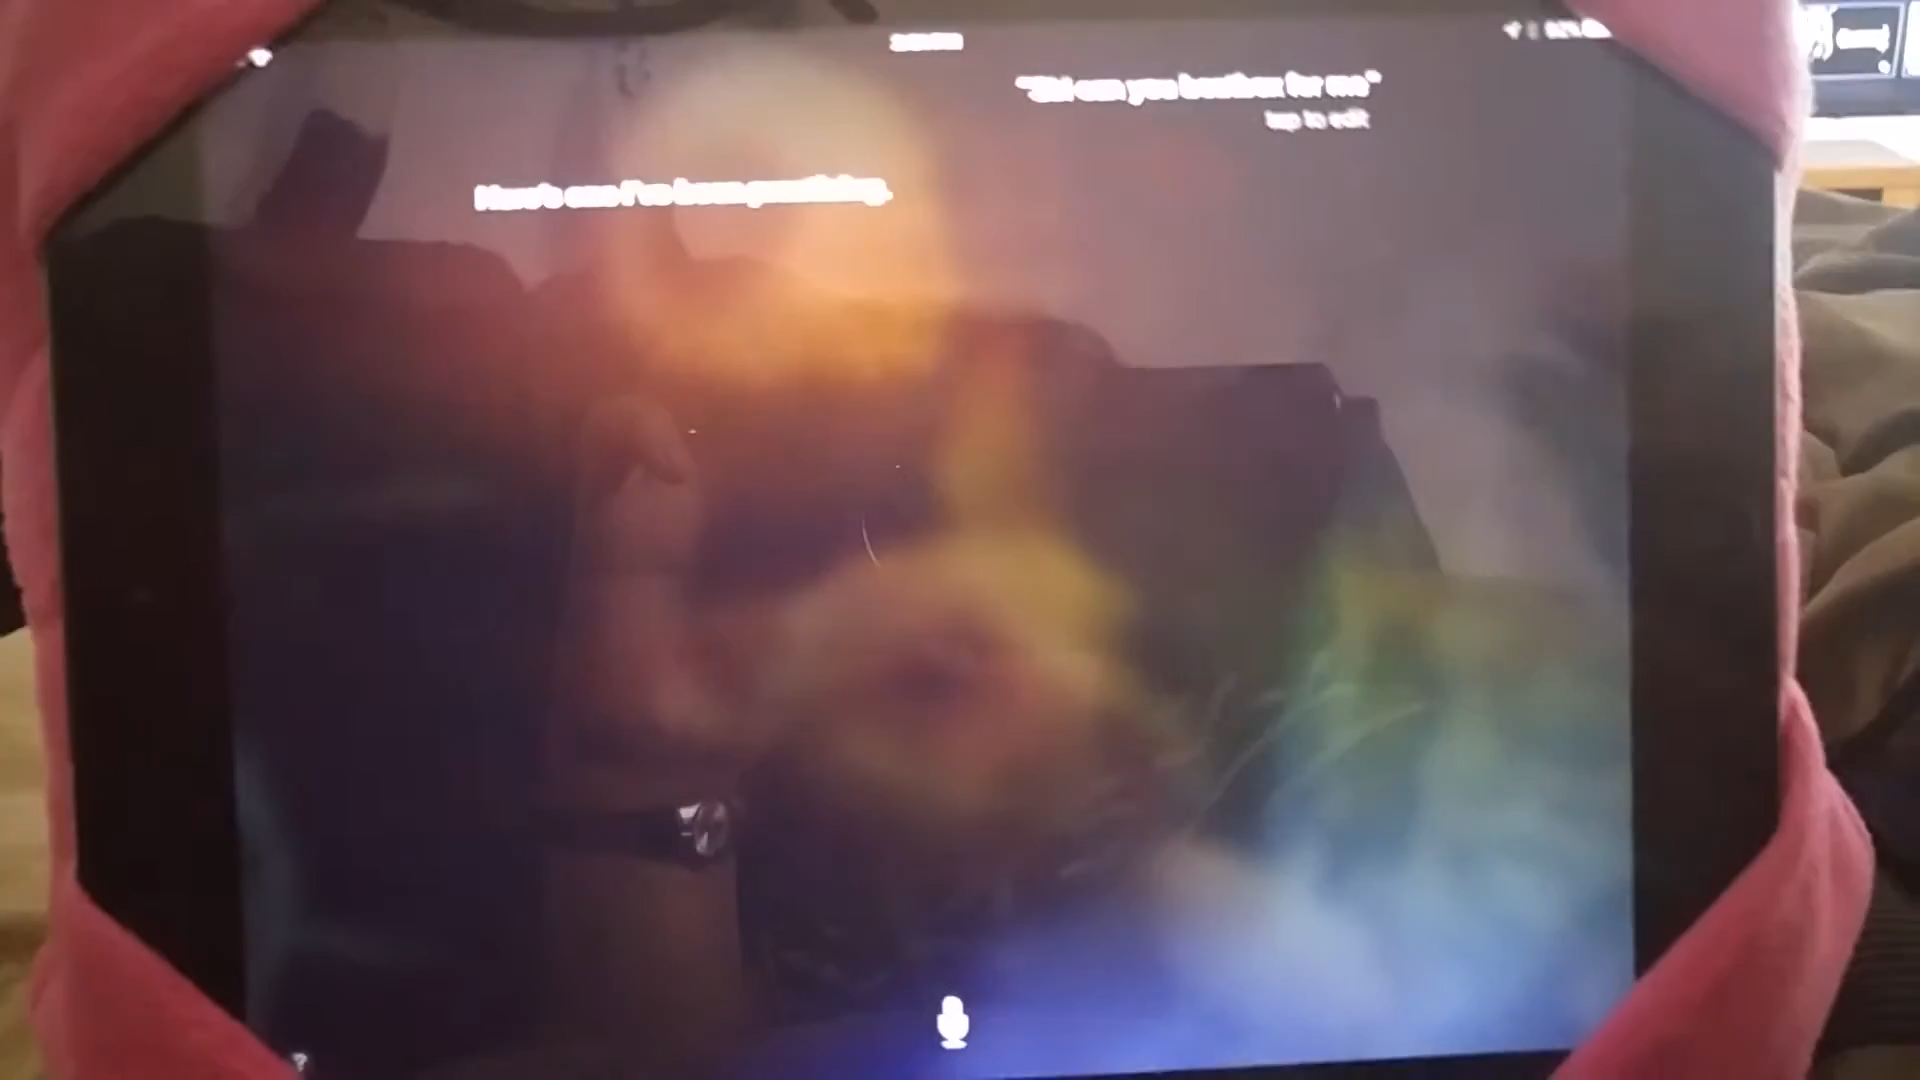 "Siri can you beatbox for me"
tap to edit
Here's one I've been practising.
?